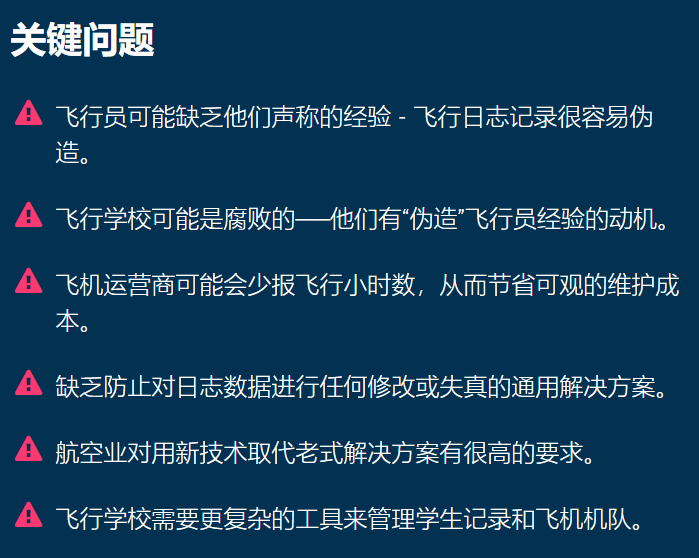 关键问题
飞行员可能缺乏他们声称的经验 - 飞行日志记录很容易伪
造。
飞行学校可能是腐败的——他们有“伪造”飞行员经验的动机。
飞机运营商可能会少报飞行小时数，从而节省可观的维护成
本。
缺乏防止对日志数据进行任何修改或失真的通用解决方案。
航空业对用新技术取代老式解决方案有很高的要求。
飞行学校需要更复杂的工具来管理学生记录和飞机机队。